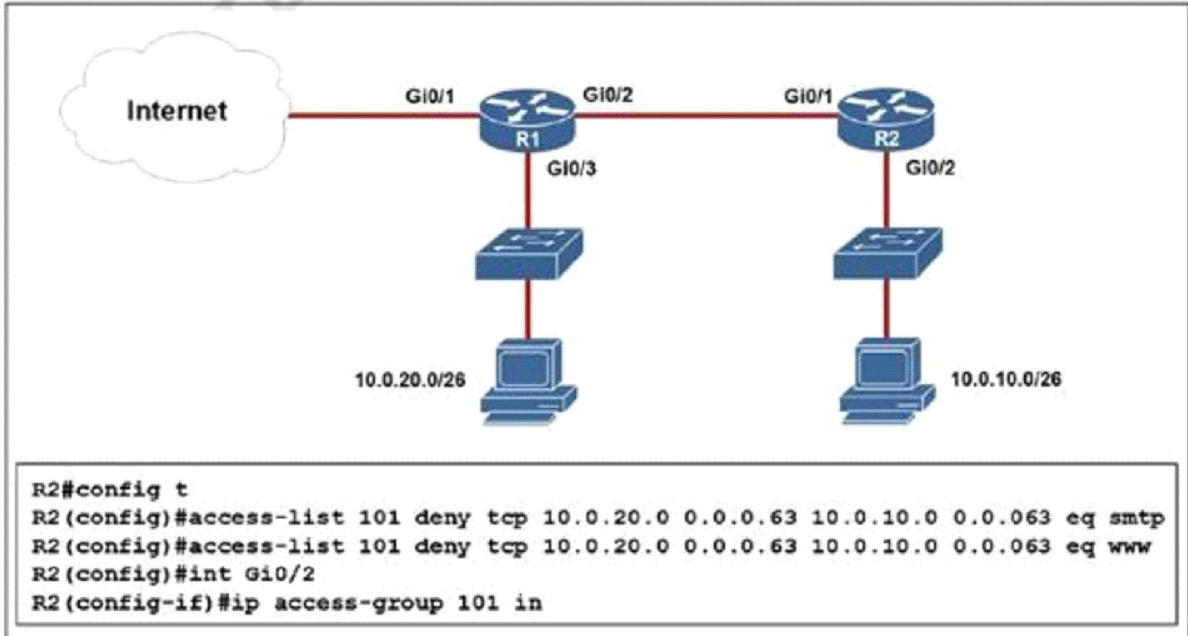 Internet
Gi0/1
R1
Gi0/2
Gi0/3
Gi0/1
R2
Gi0/2
10.0.20.0/26
10.0.10.0/26
R2#config t
R2(config)#access-list 101 deny tcp 10.0.20.0 0.0.0.63 10.0.10.0 0.0.063 eq smtp
R2(config)#access-list 101 deny tcp 10.0.20.0 0.0.0.63 10.0.10.0 0.0.063 eq www
R2(config)#int Gi0/2
R2(config-if)#ip access-group 101 in